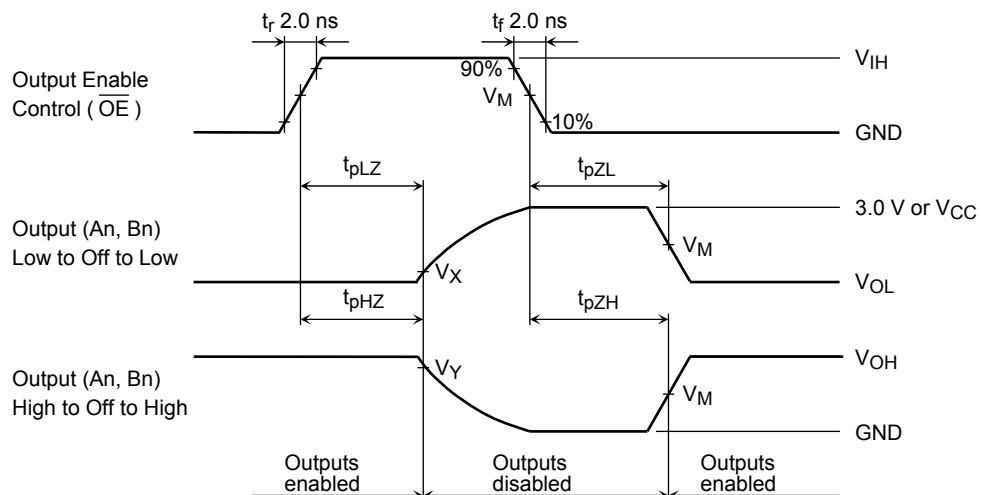 tr 2.0 ns
tf 2.0 ns
Output Enable
Control ( OE )
90%
VM
10%
VIH
GND
tpLZ
tpZL
Output (An, Bn)
Low to Off to Low
VX
VM
3.0 V or VCC
VOL
tpHZ
tpZH
Output (An, Bn)
High to Off to High
VY
VM
VOH
GND
Outputs
enabled
Outputs
disabled
Outputs
enabled